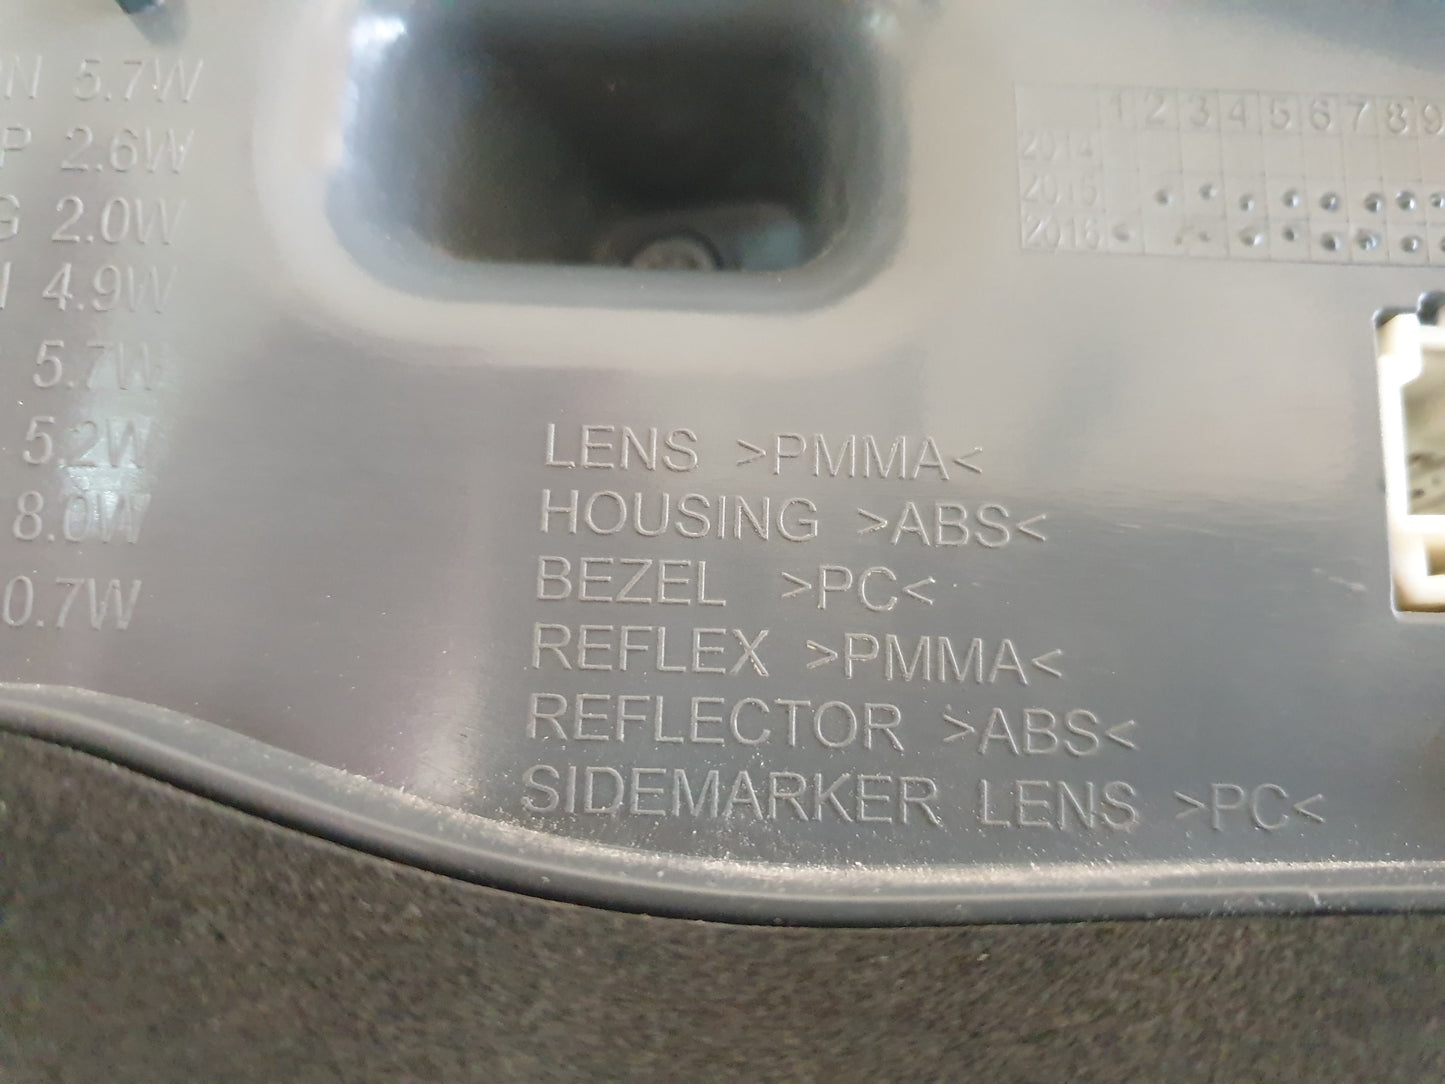 N 5.7W
P 2.6W
G 2.0W
4.9W
5.7W
5.2W
8.0W
0.7W
1 2 3 4 5 6 7 8 9
2014
2015
2016
LENS >PMMA<
HOUSING >ABS<
BEZEL >PC<
REFLEX >PMMA<
REFLECTOR >ABS<
SIDEMARKER LENS >PC<